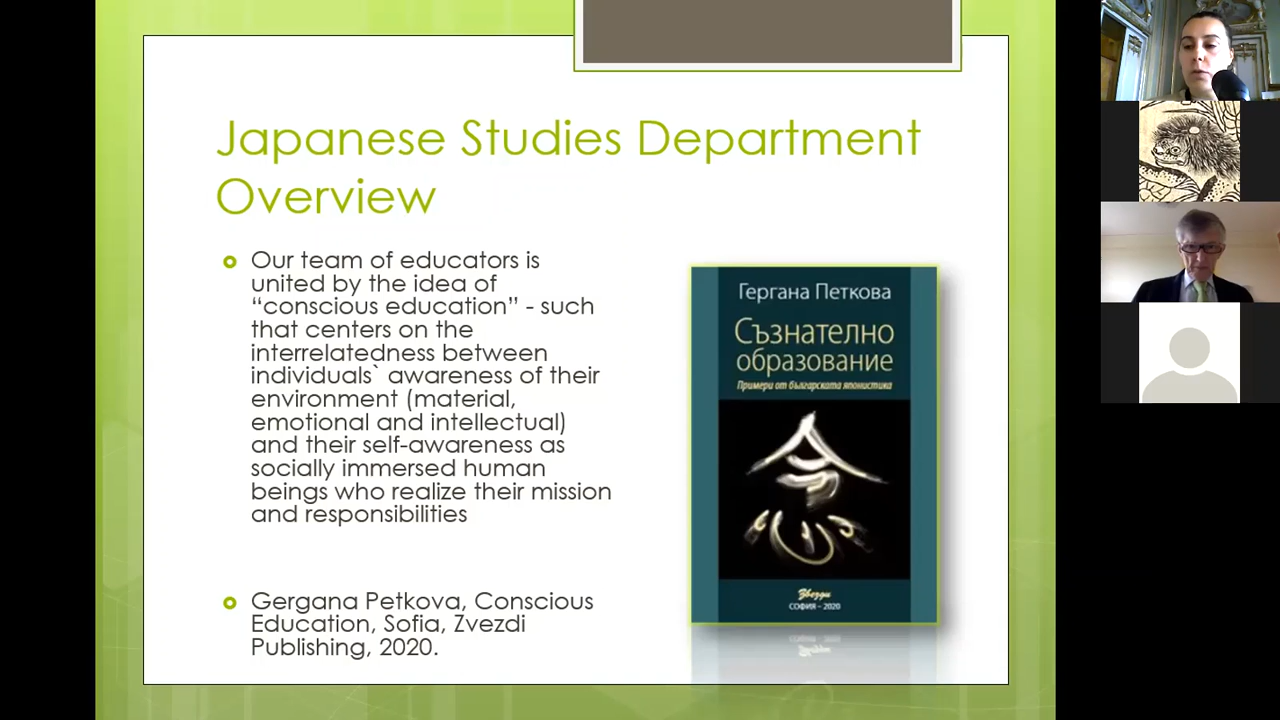 Japanese Studies Department
Overview
Our team of educators is
united by the idea of
“conscious education” - such
that centers on the
interrelatedness between
individuals` awareness of their
environment (material,
emotional and intellectual)
and their self-awareness as
socially immersed human
beings who realize their mission
and responsibilities
Gergana Petkova, Conscious
Education, Sofia, Zvezdi
Publishing, 2020.
Гергана Петкова
Съзнателно
образование
Примери от българската японистика
念
Звезди
СОФИЯ – 2020